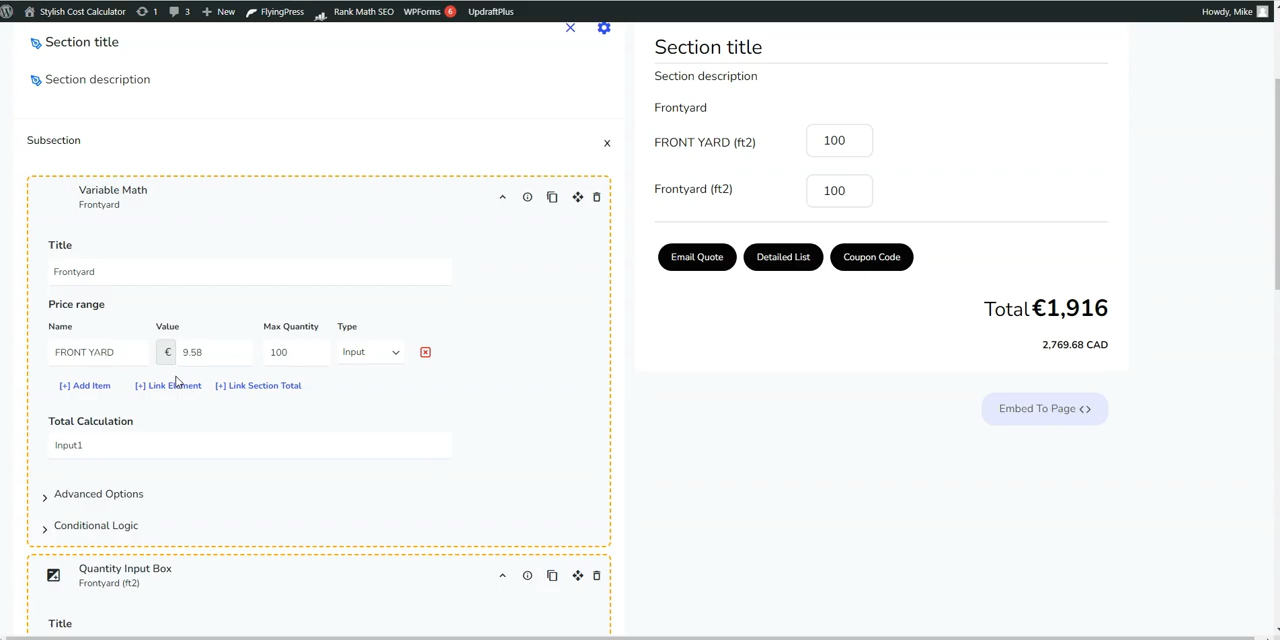 Stylish Cost Calculator 1 3 New FlyingPress Rank Math SEO WPForms 6 UpdraftPlus Howdy, Mike
Section title
Section description
Subsection
x
Variable Math
Frontyard
Title
Frontyard
Price range
Name Value Max Quantity Type
FRONT YARD € 9.58 100 Input
[+] Add Item [+] Link Element [+] Link Section Total
Total Calculation
Input1
Advanced Options
Conditional Logic
Quantity Input Box
Frontyard (ft2)
Title
Section title
Section description
Frontyard
FRONT YARD (ft2) 100
Frontyard (ft2) 100
Email Quote Detailed List Coupon Code
Total €1,916
2,769.68 CAD
Embed To Page <>